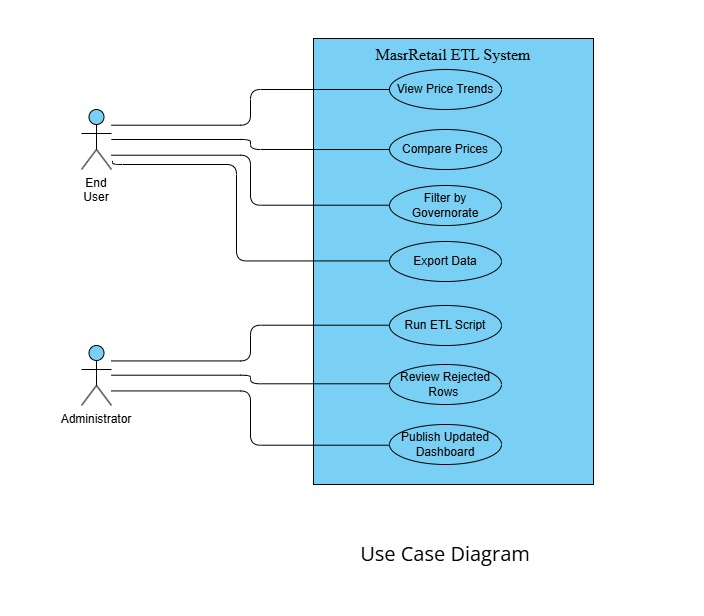 MasrRetail ETL System
View Price Trends
Compare Prices
End
User
Filter by
Governorate
Export Data
Run ETL Script
Administrator
Review Rejected
Rows
Publish Updated
Dashboard
Use Case Diagram